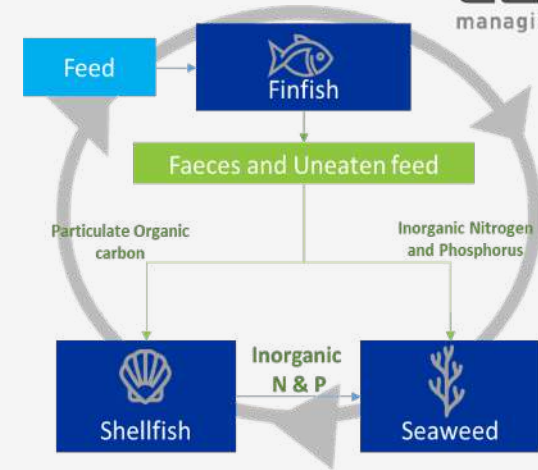 managi
Feed
Finfish
Faeces and Uneaten feed
Particulate Organic
carbon
Inorganic Nitrogen
and Phosphorus
Inorganic
N & P
Shellfish
Seaweed